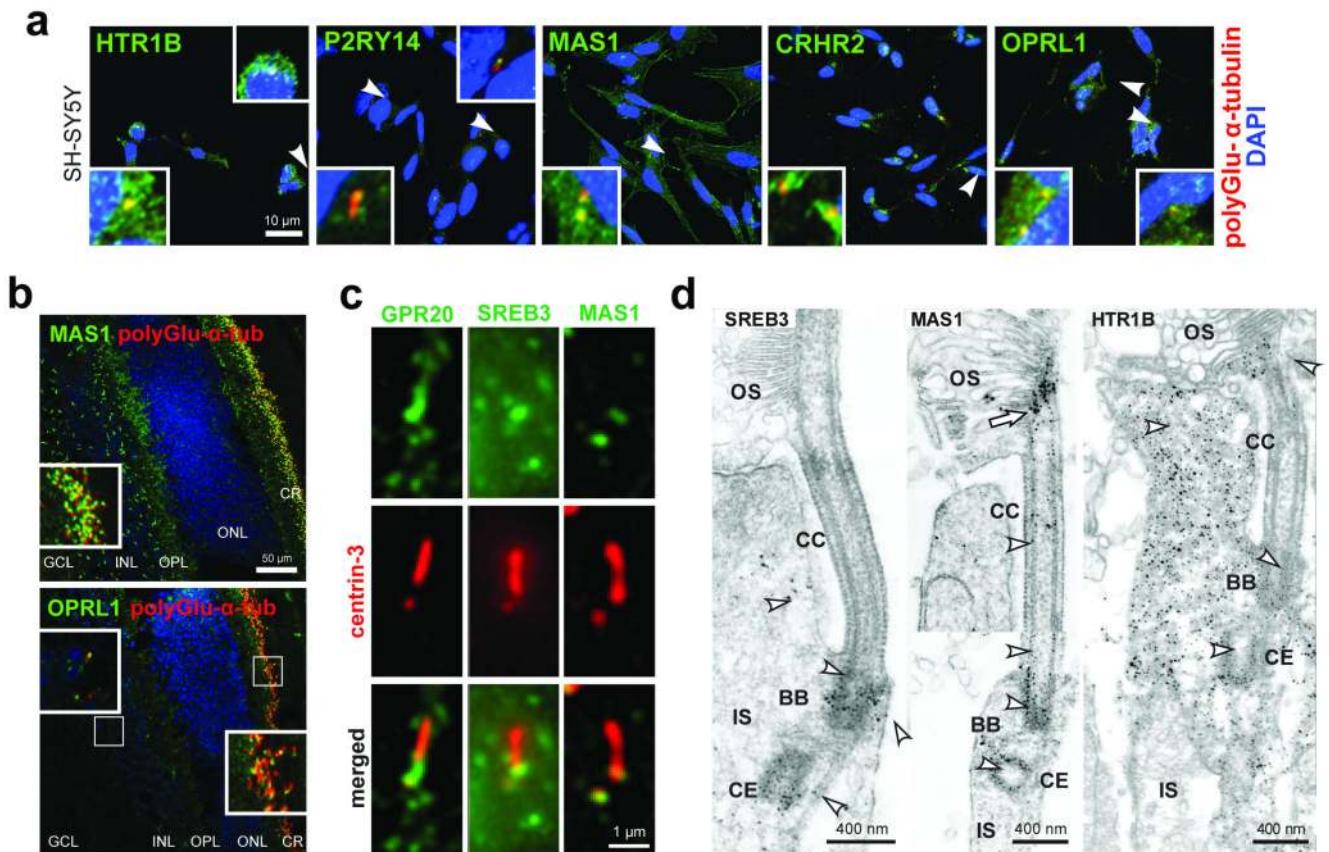 a
HTR1B
P2RY14
MAS1
CRHR2
OPRL1
SH-SY5Y
10 µm
polyGlu-α-tubulin
DAPI
b
MAS1 polyGlu-α-tub
CR
ONL
GCL
INL
OPL
50 µm
OPRL1 polyGlu-α-tub
GCL
INL
OPL
ONL
CR
c
GPR20
SREB3
MAS1
centrin-3
merged
1 µm
d
SREB3
OS
CC
BB
IS
CE
400 nm
MAS1
OS
CC
BB
CE
IS
400 nm
HTR1B
OS
CC
BB
CE
IS
400 nm